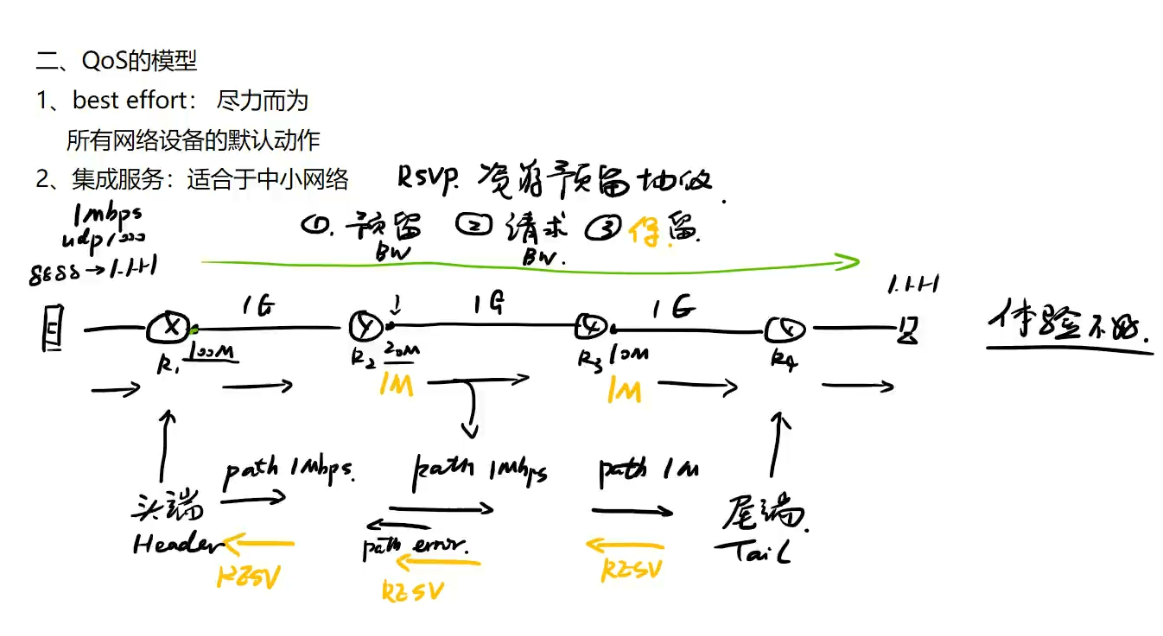 二、QoS的模型
1、best effort： 尽力而为
所有网络设备的默认动作
2、集成服务：适合于中小网络 RSVP. 资源预留协议.
1mbps ①. 预留 ② 请求 ③ 保留.
udp 1000 BW BW.
1.1.1.1
1.1.1.1
1G 1G 1G 体验不好.
R1 100M R2 20M R3 10M R4
1M 1M
path 1Mbps. path 1Mbps path 1M
头端 尾端.
Header path error. Tail
RESV RESV RESV